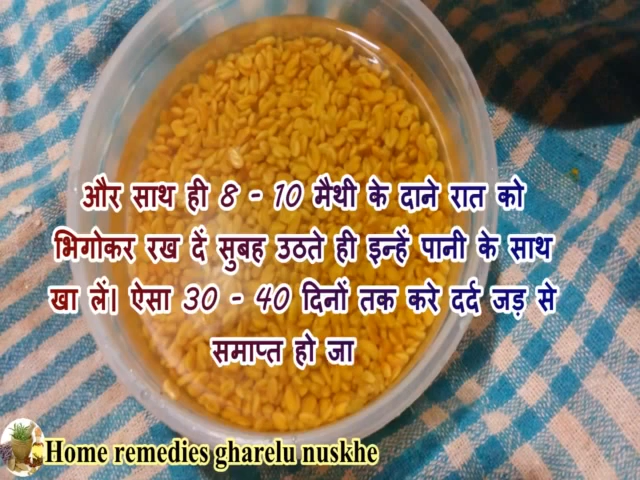 और साथ ही 8 - 10 मैथी के दाने रात को
भिगोकर रख दें सुबह उठते ही इन्हें पानी के साथ
खा लें। ऐसा 30 - 40 दिनों तक करे दर्द जड़ से
समाप्त हो जा
Home remedies gharelu nuskhe